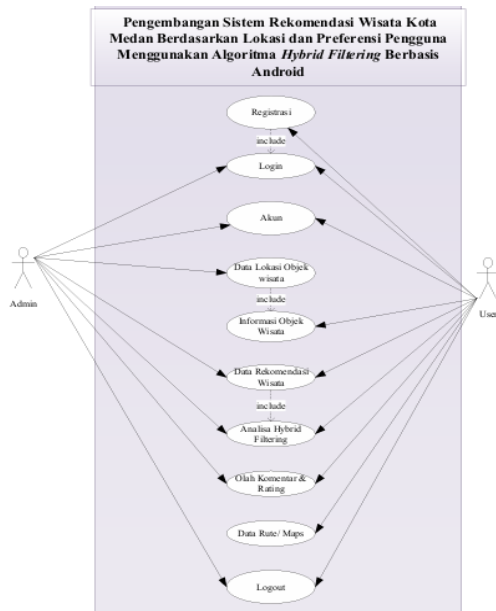 Pengembangan Sistem Rekomendasi Wisata Kota
Medan Berdasarkan Lokasi dan Preferensi Pengguna
Menggunakan Algoritma Hybrid Filtering Berbasis
Android
Registrasi
include
Login
Akun
Data Lokasi Objek
wisata
include
Informasi Objek
Wisata
Data Rekomendasi
Wisata
include
Analisa Hybrid
Filtering
Olah Komentar &
Rating
Data Rute/ Maps
Logout
Admin
User